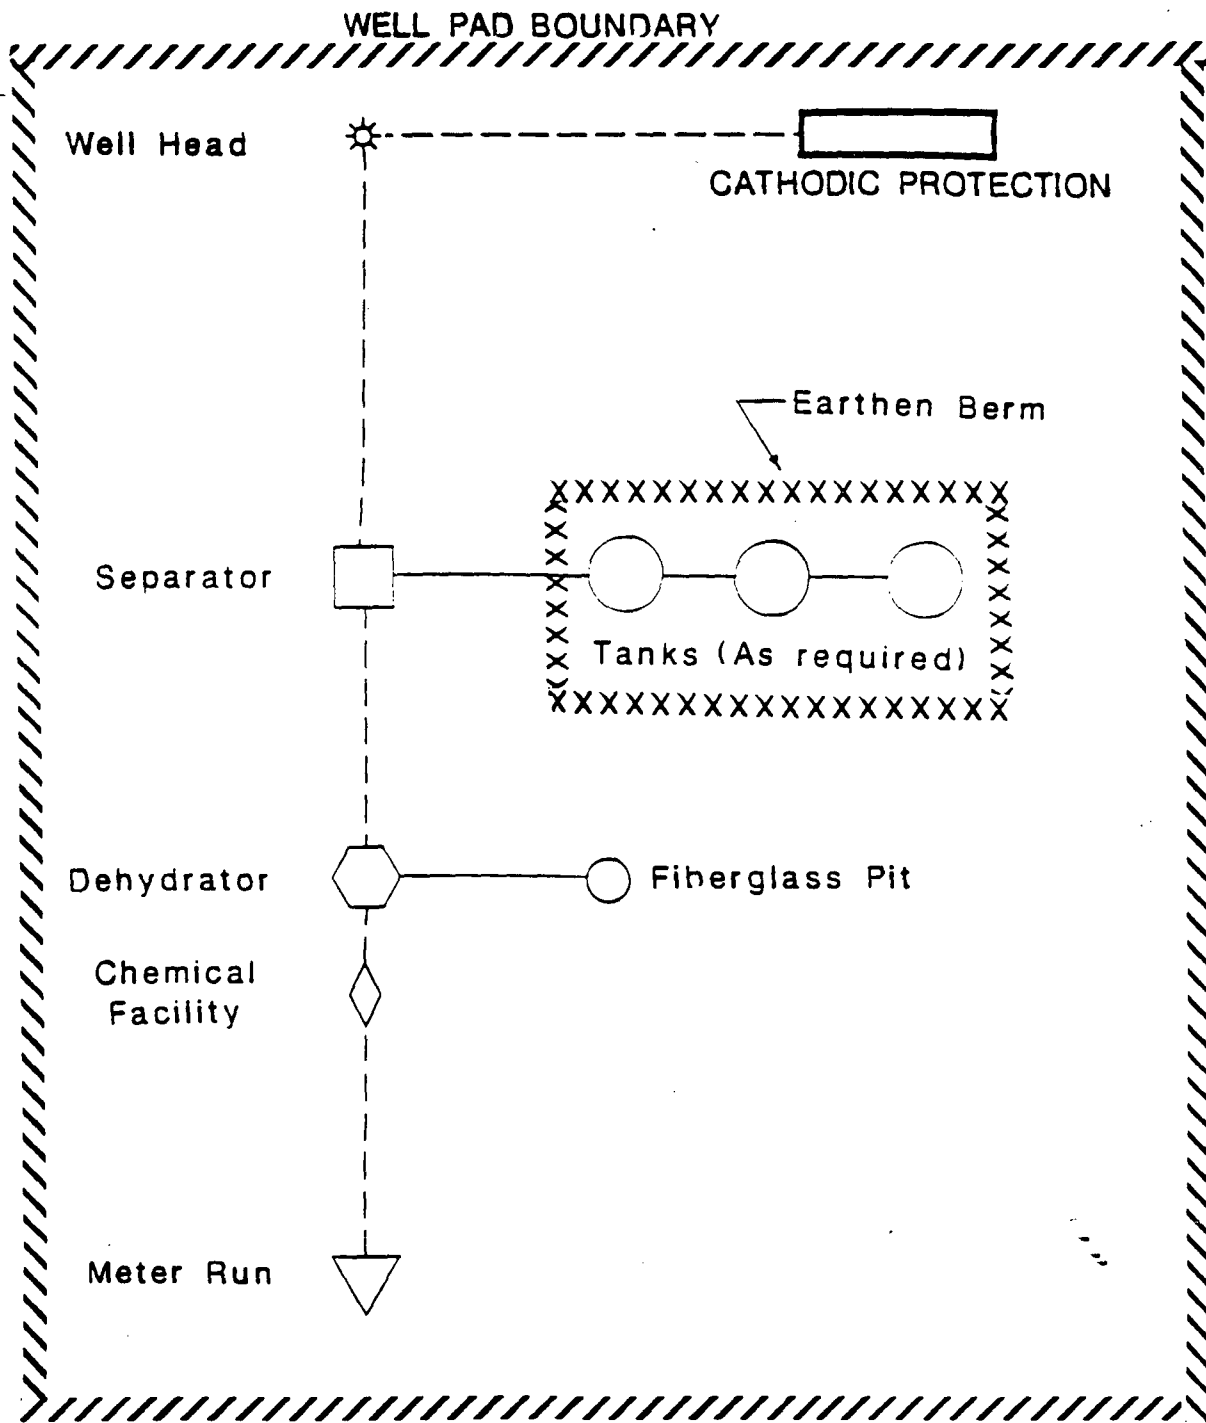 WELL PAD BOUNDARY
Well Head
CATHODIC PROTECTION
Earthen Berm
Separator
Tanks (As required)
Dehydrator
Fiberglass Pit
Chemical
Facility
Meter Run